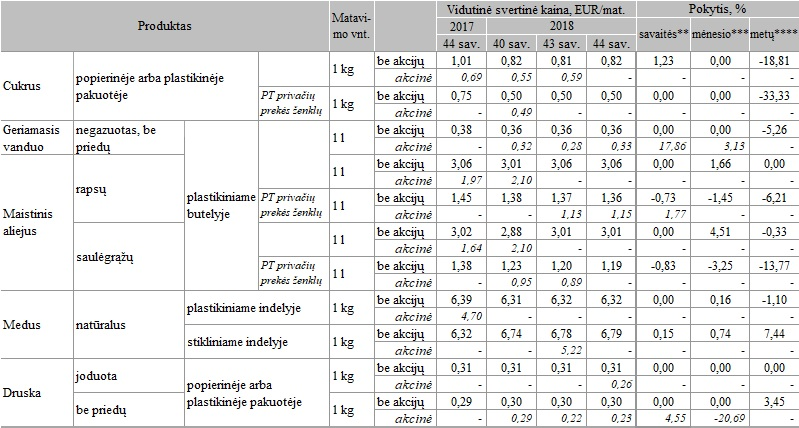 Produktas Matavi- Vidutinė svertinė kaina, EUR/mat. Pokytis, %
mo vnt. 2017 2018 savaitės** mėnesio*** metų****
44 sav. 40 sav. 43 sav. 44 sav.
Cukrus popierinėje arba plastikinėje pakuotėje 1 kg be akcijų 1,01 0,82 0,81 0,82 1,23 0,00 -18,81
akcinė 0,69 0,55 0,59 - - - -
PT privačių prekės ženklų 1 kg be akcijų 0,75 0,50 0,50 0,50 0,00 0,00 -33,33
akcinė - 0,49 - - - - -
Geriamasis vanduo negazuotas, be priedų plastikiniame butelyje 1 l be akcijų 0,38 0,36 0,36 0,36 0,00 0,00 -5,26
akcinė - 0,32 0,28 0,33 17,86 3,13 -
Maistinis aliejus rapsų 1 l be akcijų 3,06 3,01 3,06 3,06 0,00 1,66 0,00
akcinė 1,97 2,10 - - - - -
PT privačių prekės ženklų 1 l be akcijų 1,45 1,38 1,37 1,36 -0,73 -1,45 -6,21
akcinė - - 1,13 1,15 1,77 - -
saulėgrąžų 1 l be akcijų 3,02 2,88 3,01 3,01 0,00 4,51 -0,33
akcinė 1,64 2,10 - - - - -
PT privačių prekės ženklų 1 l be akcijų 1,38 1,23 1,20 1,19 -0,83 -3,25 -13,77
akcinė - 0,95 0,89 - - - -
Medus natūralus plastikiniame indelyje 1 kg be akcijų 6,39 6,31 6,32 6,32 0,00 0,16 -1,10
akcinė 4,70 - - - - - -
stikliniame indelyje 1 kg be akcijų 6,32 6,74 6,78 6,79 0,15 0,74 7,44
akcinė - - 5,22 - - - -
Druska joduota popierinėje arba plastikinėje pakuotėje 1 kg be akcijų 0,31 0,31 0,31 0,31 0,00 0,00 0,00
akcinė - - - 0,26 - - -
be priedų 1 kg be akcijų 0,29 0,30 0,30 0,30 0,00 0,00 3,45
akcinė - 0,29 0,22 0,23 4,55 -20,69 -